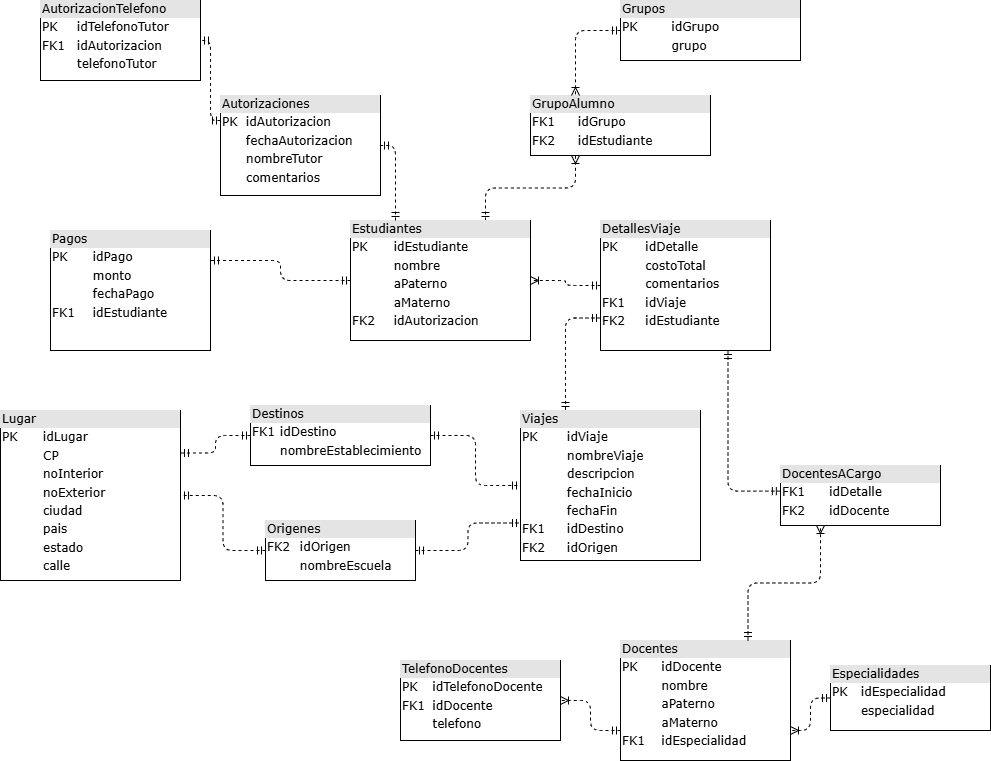 AutorizacionTelefono
PK idTelefonoTutor
FK1 idAutorizacion
telefonoTutor
Grupos
PK idGrupo
grupo
Autorizaciones
PK idAutorizacion
fechaAutorizacion
nombreTutor
comentarios
GrupoAlumno
FK1 idGrupo
FK2 idEstudiante
Pagos
PK idPago
monto
fechaPago
FK1 idEstudiante
Estudiantes
PK idEstudiante
nombre
aPaterno
aMaterno
FK2 idAutorizacion
DetallesViaje
PK idDetalle
costoTotal
comentarios
FK1 idViaje
FK2 idEstudiante
Lugar
PK idLugar
CP
noInterior
noExterior
ciudad
pais
estado
calle
Destinos
FK1 idDestino
nombreEstablecimiento
Origenes
FK2 idOrigen
nombreEscuela
Viajes
PK idViaje
nombreViaje
descripcion
fechaInicio
fechaFin
FK1 idDestino
FK2 idOrigen
DocentesACargo
FK1 idDetalle
FK2 idDocente
TelefonoDocentes
PK idTelefonoDocente
FK1 idDocente
telefono
Docentes
PK idDocente
nombre
aPaterno
aMaterno
FK1 idEspecialidad
Especialidades
PK idEspecialidad
especialidad